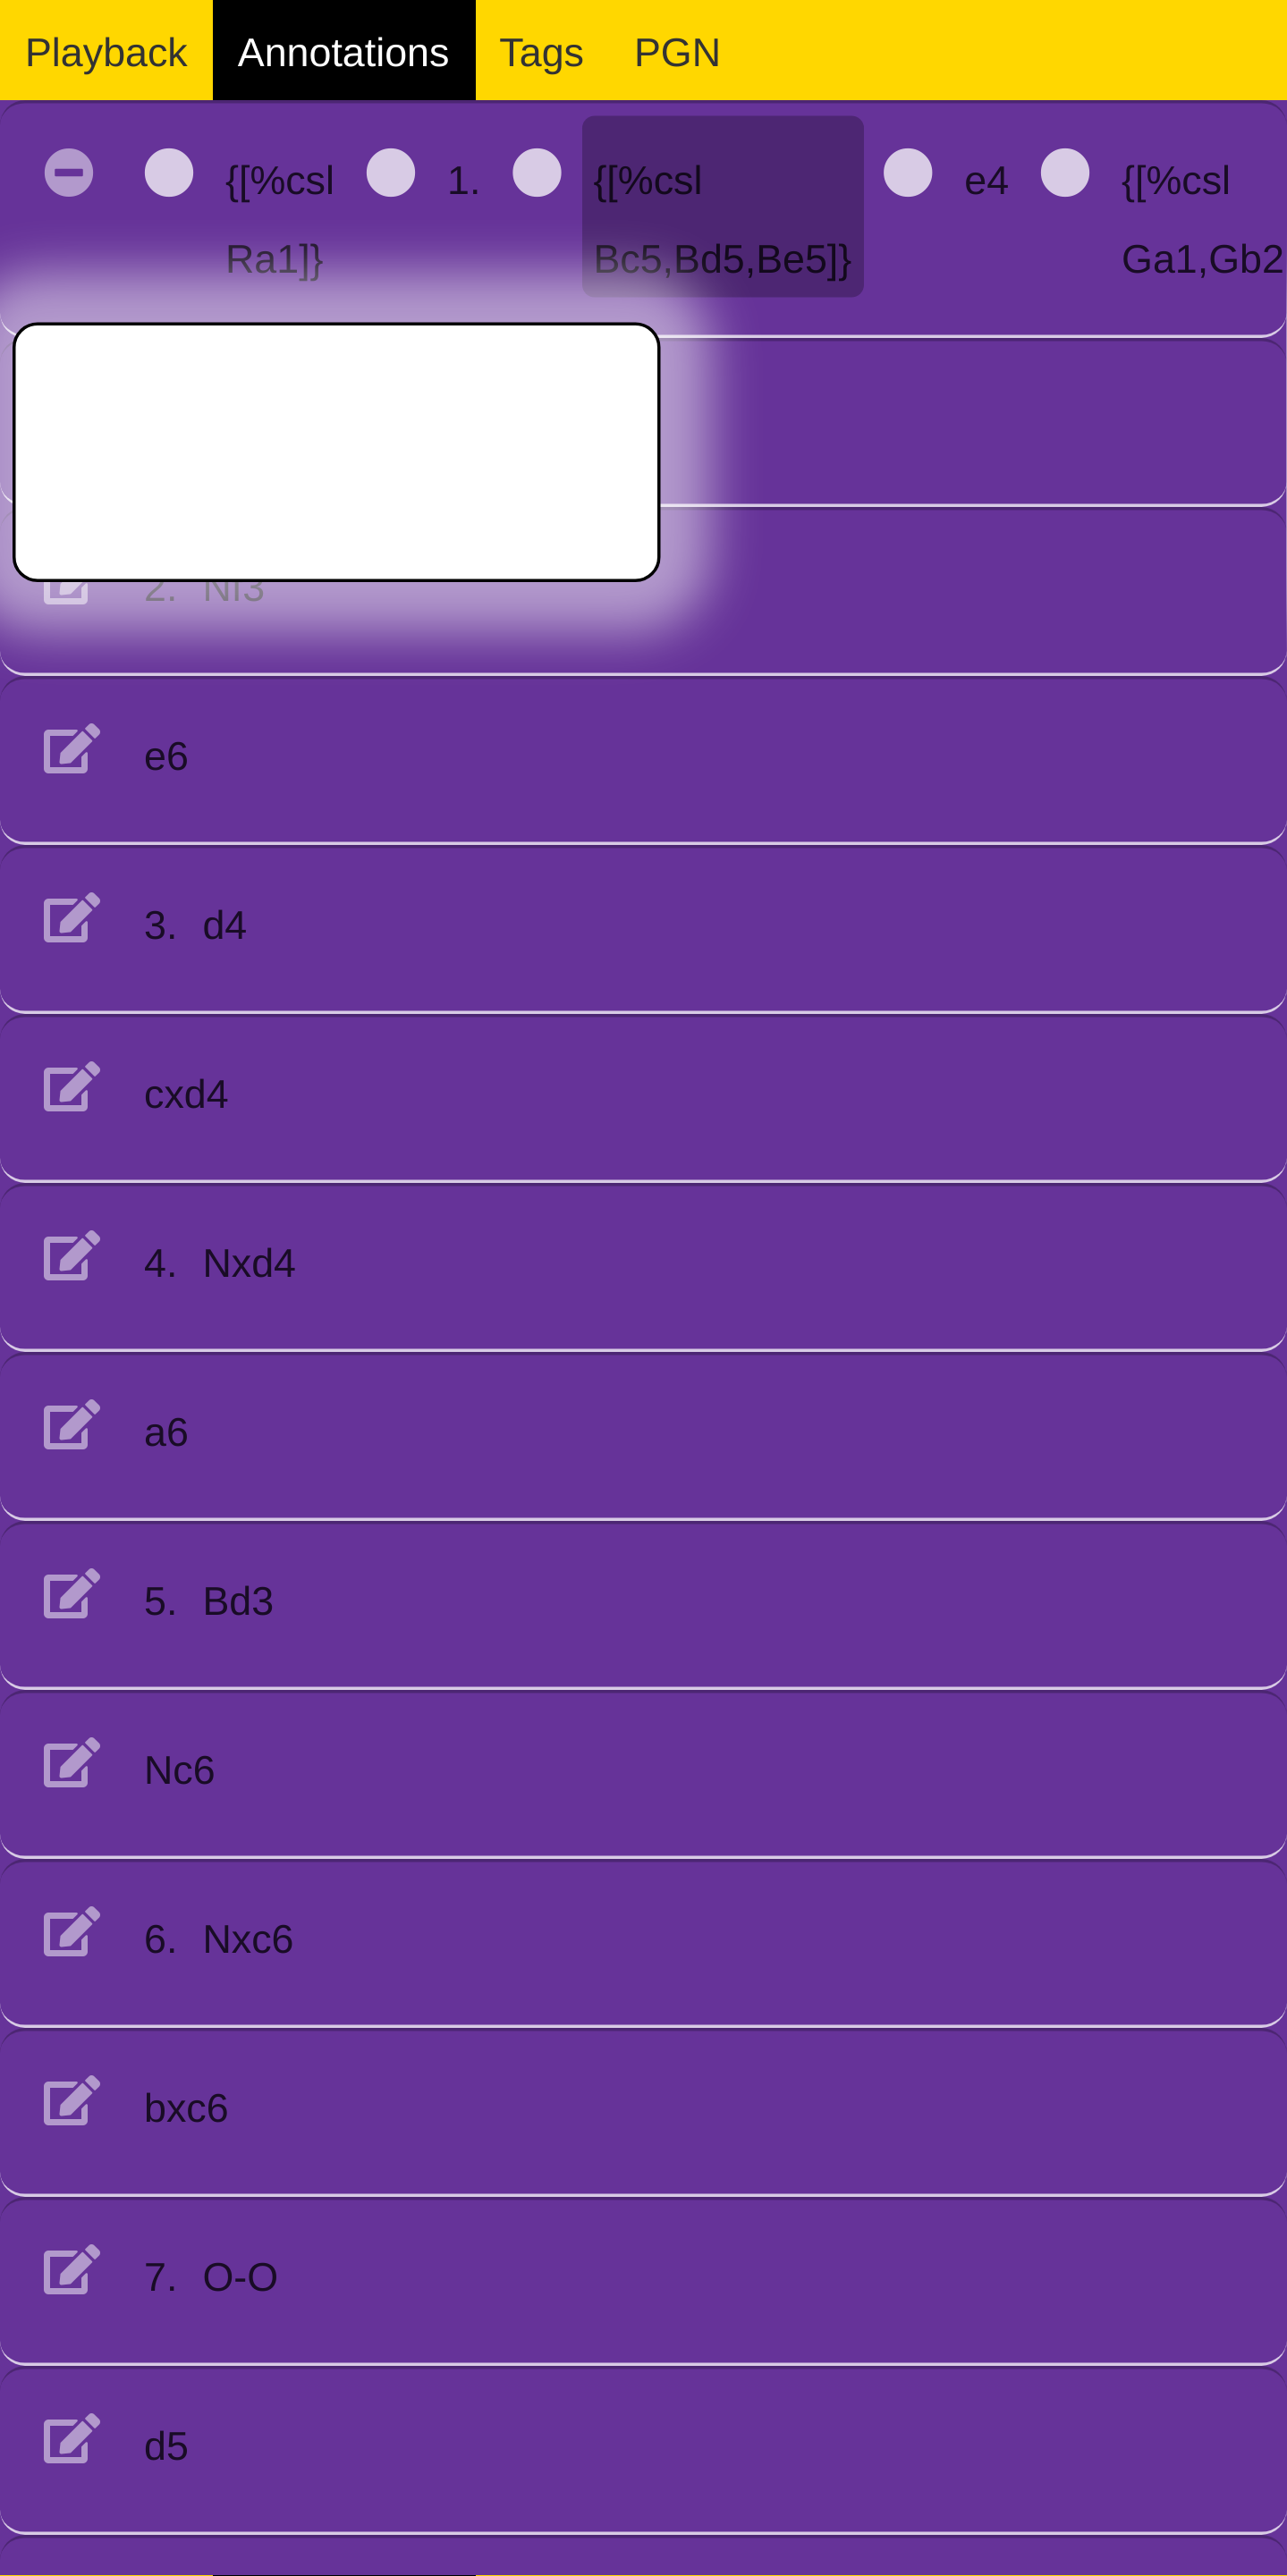 Playback Annotations Tags PGN
{[%csl 1. {[%csl e4 {[%csl
Ra1]} Bc5,Bd5,Be5]} Ga1,Gb2
2. Nf3
e6
3. d4
cxd4
4. Nxd4
a6
5. Bd3
Nc6
6. Nxc6
bxc6
7. O-O
d5